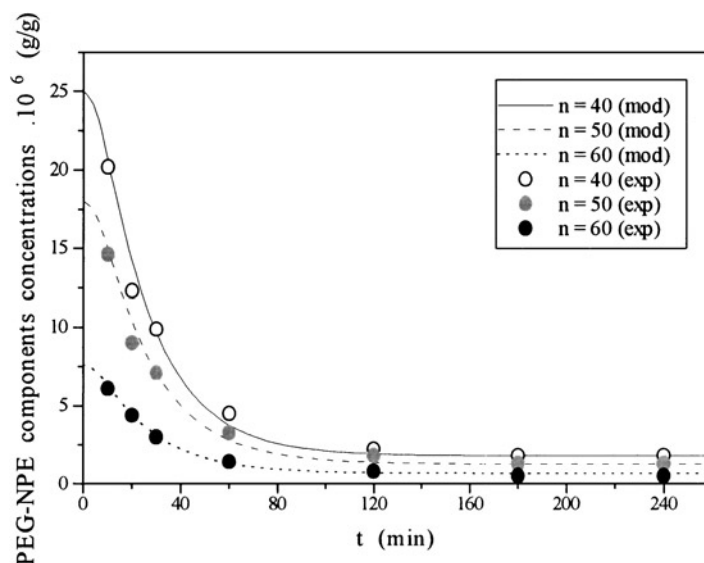 PEG-NPE components concentrations .10⁶ (g/g)
25
20
15
10
5
0
0 40 80 120 160 200 240
t (min)
n = 40 (mod)
n = 50 (mod)
n = 60 (mod)
n = 40 (exp)
n = 50 (exp)
n = 60 (exp)